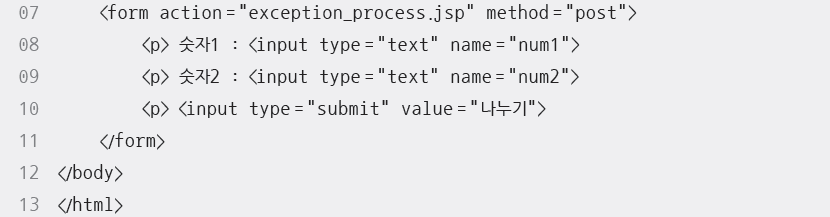 07     <form action="exception_process.jsp" method="post">
08         <p> 숫자1 : <input type="text" name="num1">
09         <p> 숫자2 : <input type="text" name="num2">
10         <p> <input type="submit" value="나누기">
11     </form>
12 </body>
13 </html>